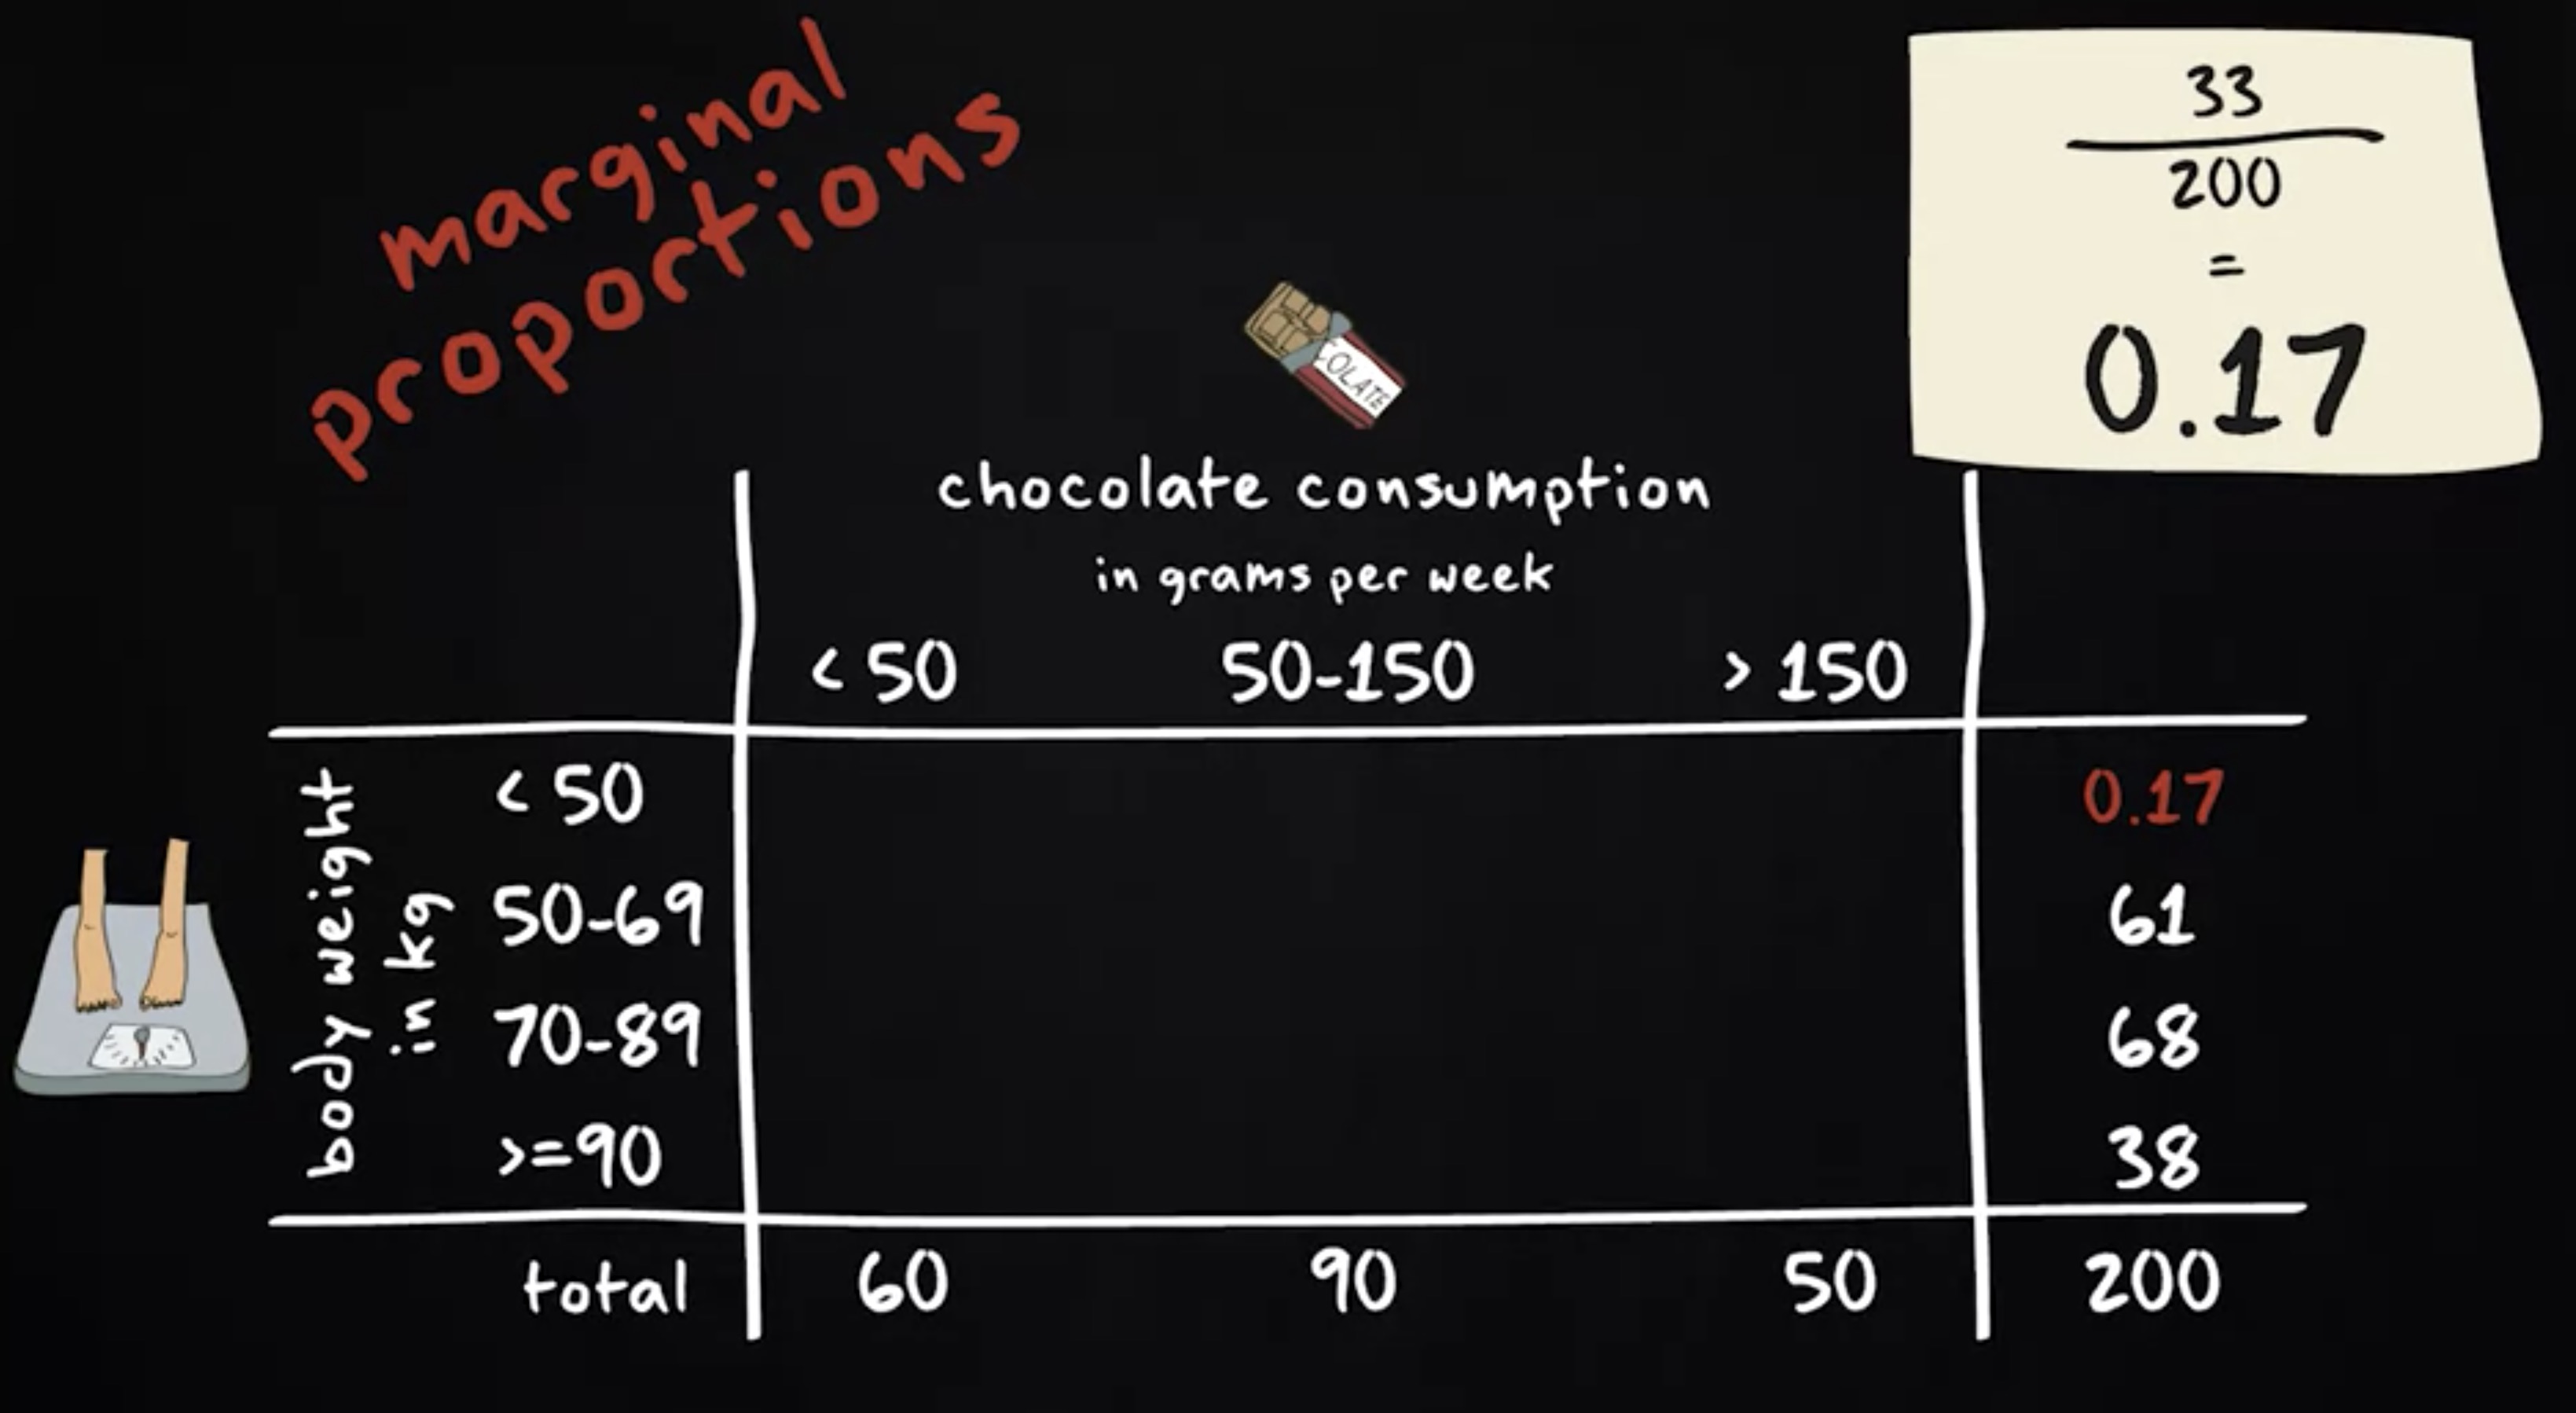 marginal
proportions
33
200
=
0.17
COLATE
chocolate consumption
in grams per week
< 50 50-150 > 150
body weight
in kg
< 50 0.17
50-69 61
70-89 68
>=90 38
total 60 90 50 200